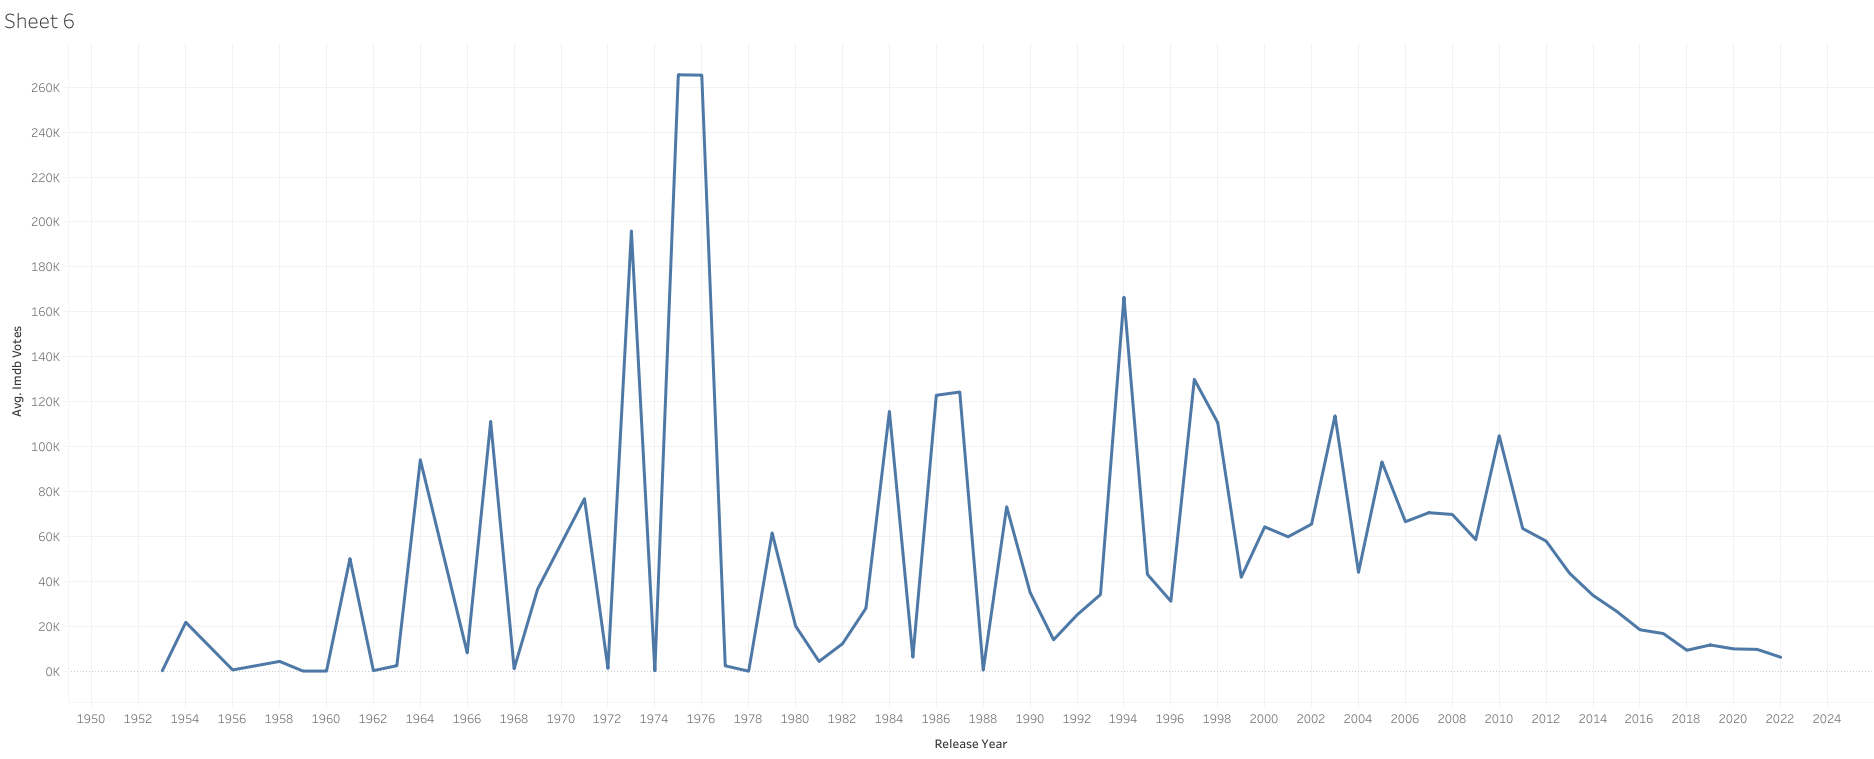 Sheet 6
260K
240K
220K
200K
180K
160K
140K
120K
100K
80K
60K
40K
20K
0K
Avg. Imdb Votes
1950 1952 1954 1956 1958 1960 1962 1964 1966 1968 1970 1972 1974 1976 1978 1980 1982 1984 1986 1988 1990 1992 1994 1996 1998 2000 2002 2004 2006 2008 2010 2012 2014 2016 2018 2020 2022 2024
Release Year